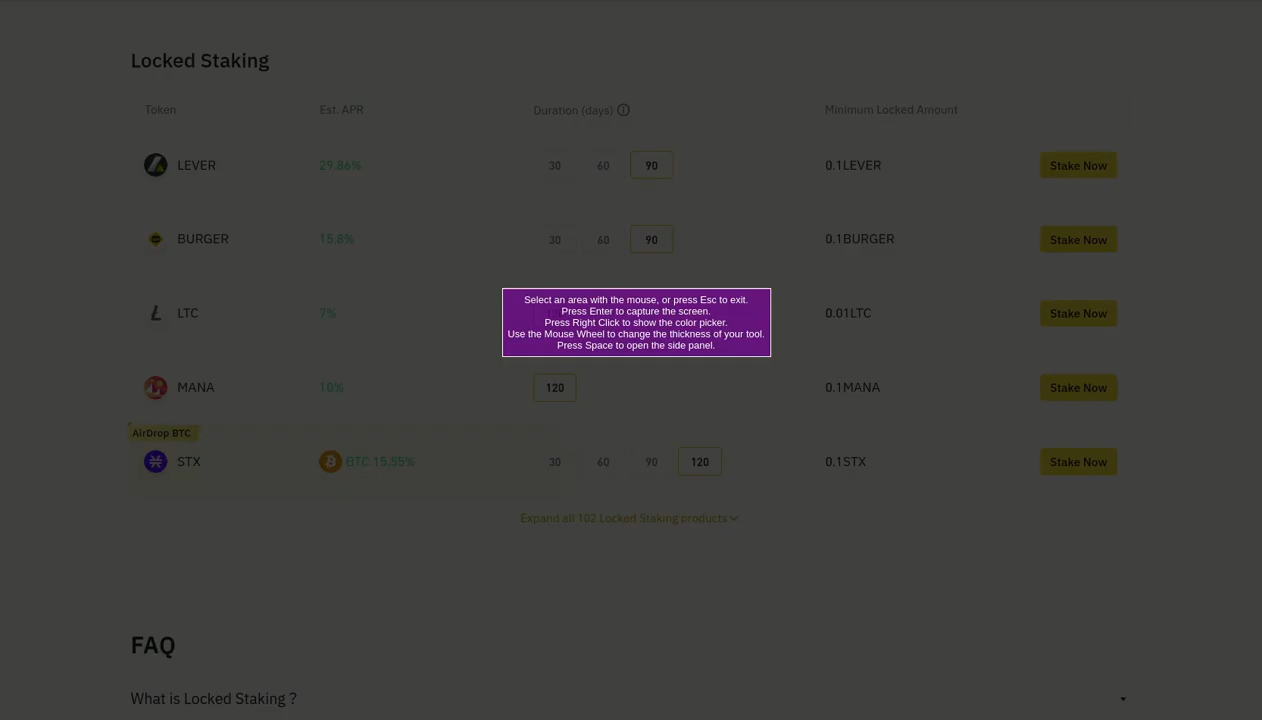 Locked Staking
Token Est. APR Duration (days) Minimum Locked Amount
LEVER 29.86% 30 60 90 0.1LEVER Stake Now
BURGER 15.8% 30 60 90 0.1BURGER Stake Now
Select an area with the mouse, or press Esc to exit.
Press Enter to capture the screen.
Press Right Click to show the color picker.
Use the Mouse Wheel to change the thickness of your tool.
Press Space to open the side panel.
LTC 7% 0.01LTC Stake Now
MANA 10% 120 0.1MANA Stake Now
AirDrop BTC
STX BTC 15.55% 30 60 90 120 0.1STX Stake Now
Expand all 102 Locked Staking products
FAQ
What is Locked Staking ?